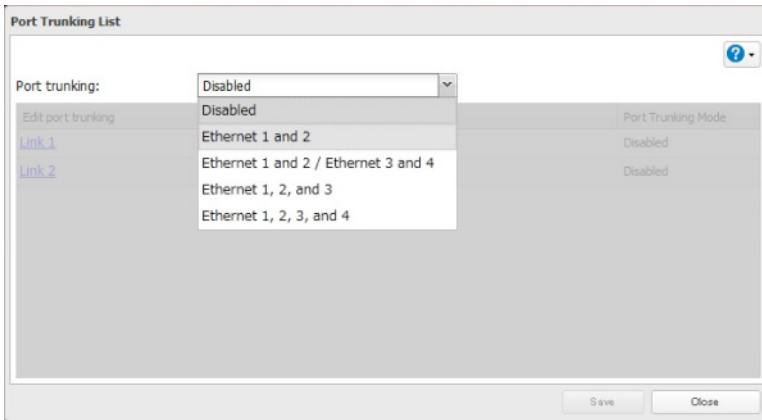 Port Trunking List
?
Port trunking: Disabled
Edit port trunking Port Trunking Mode
Disabled
Ethernet 1 and 2
Ethernet 1 and 2 / Ethernet 3 and 4
Ethernet 1, 2, and 3
Ethernet 1, 2, 3, and 4
Link 1 Disabled
Link 2 Disabled
Save Close